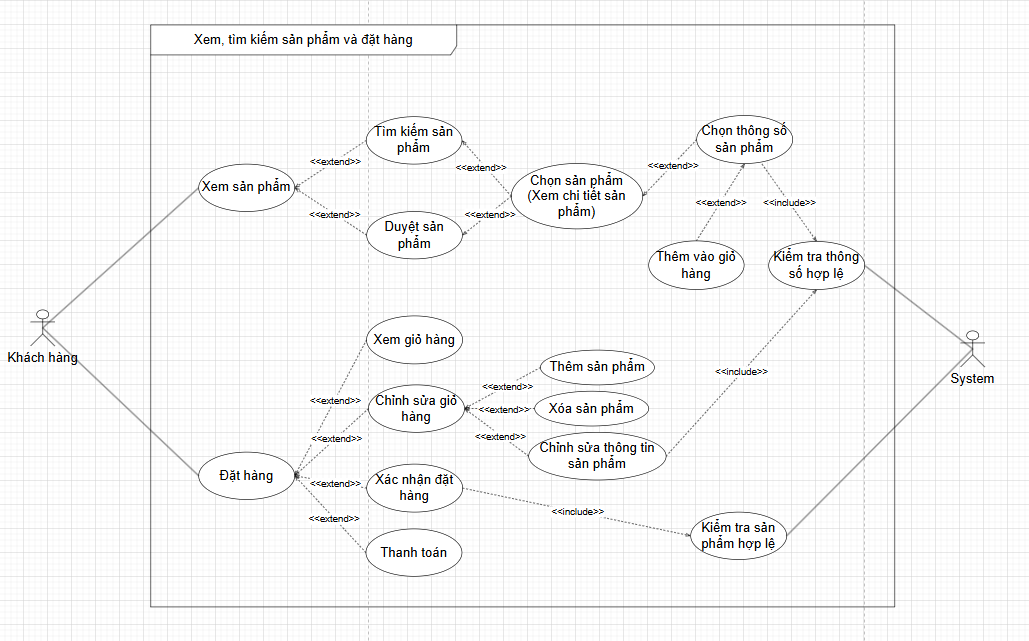 Xem, tìm kiếm sản phẩm và đặt hàng
Tìm kiếm sản
phẩm
Chọn thông số
sản phẩm
<<extend>>
<<extend>>
<<extend>>
Xem sản phẩm
Chọn sản phẩm
(Xem chi tiết sản
phẩm)
<<extend>>
<<extend>>
<<extend>>
<<include>>
Duyệt sản
phẩm
Thêm vào giỏ
hàng
Kiểm tra thông
số hợp lệ
Khách hàng
System
Xem giỏ hàng
Thêm sản phẩm
<<include>>
<<extend>>
<<extend>>
Chỉnh sửa giỏ
hàng
<<extend>>
Xóa sản phẩm
<<extend>>
<<extend>>
Chỉnh sửa thông tin
sản phẩm
Đặt hàng
<<extend>>
Xác nhận đặt
hàng
<<include>>
<<extend>>
Kiểm tra sản
phẩm hợp lệ
Thanh toán